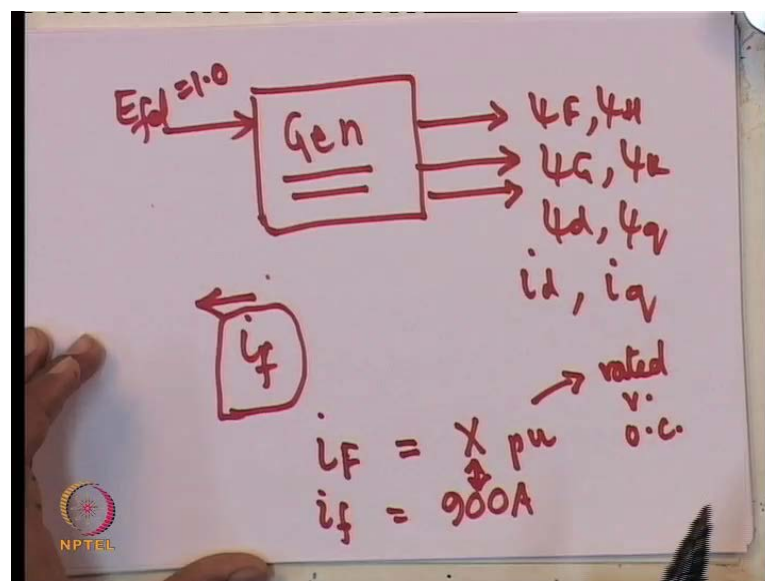 Efd =1.0
Gen
ψF, ψH
ψG, ψK
ψd, ψq
id, iq
if
iF = X pu
rated
v.
o.c.
if = 900A
NPTEL